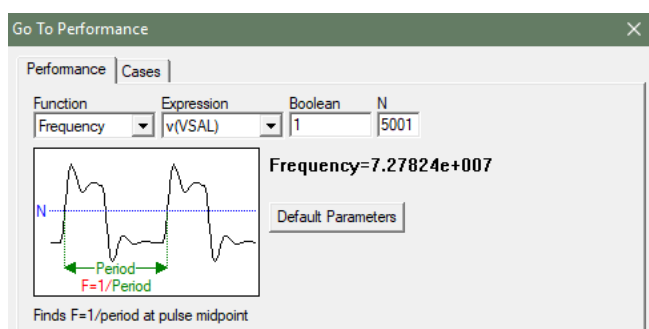 Go To Performance
Performance Cases
Function Expression Boolean N
Frequency v(VSAL) 1 5001
Frequency=7.27824e+007
N
Default Parameters
Period
F=1/Period
Finds F=1/period at pulse midpoint